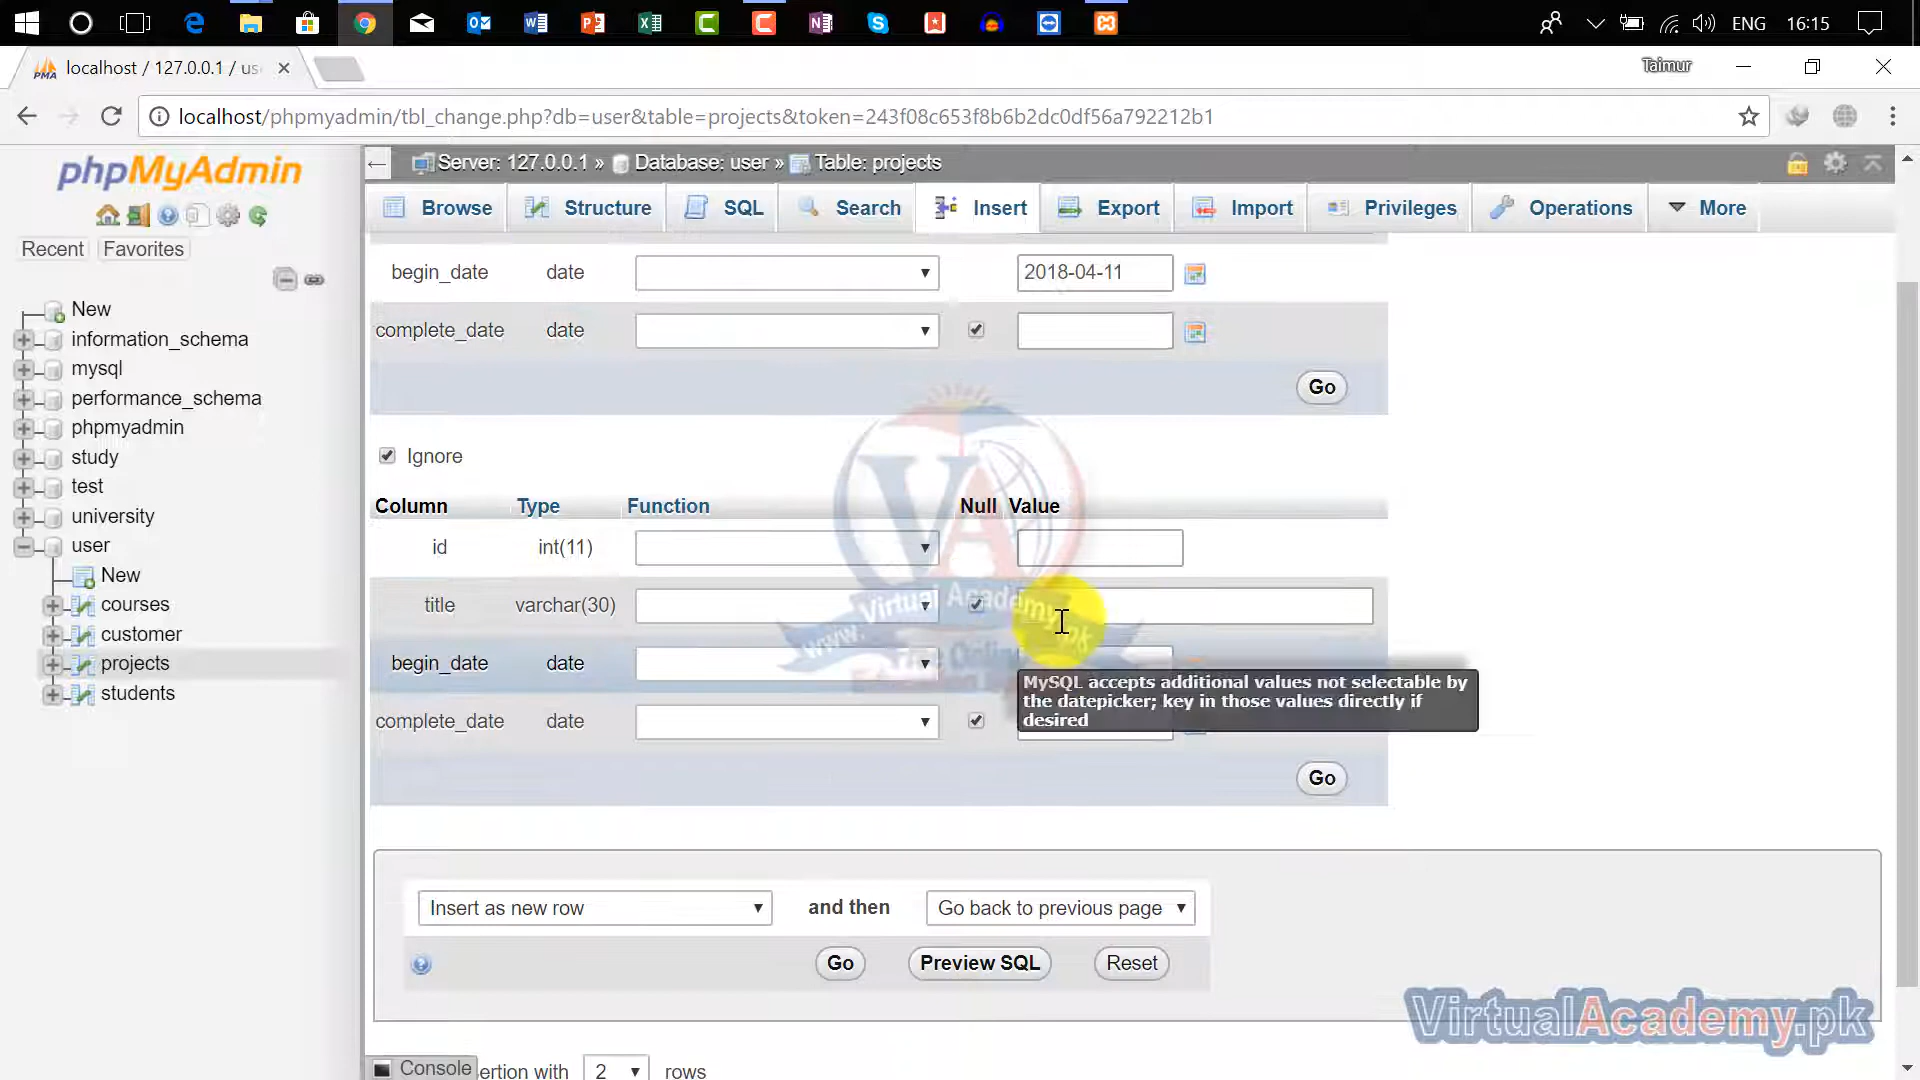 ENG 16:15
localhost / 127.0.0.1 / us
Taimur
localhost/phpmyadmin/tbl_change.php?db=user&table=projects&token=243f08c653f8b6b2dc0df56a792212b1
phpMyAdmin
Server: 127.0.0.1 » Database: user » Table: projects
Browse Structure SQL Search Insert Export Import Privileges Operations More
Recent Favorites
New
information_schema
mysql
performance_schema
phpmyadmin
study
test
university
user
New
courses
customer
projects
students
begin_date date 2018-04-11
complete_date date
Go
Ignore
Column Type Function Null Value
id int(11)
title varchar(30)
begin_date date
complete_date date
MySQL accepts additional values not selectable by
the datepicker; key in those values directly if
desired
Go
Insert as new row and then Go back to previous page
Go Preview SQL Reset
Console ertion with 2 rows
VA
www.VirtualAcademy.pk
VirtualAcademy.pk